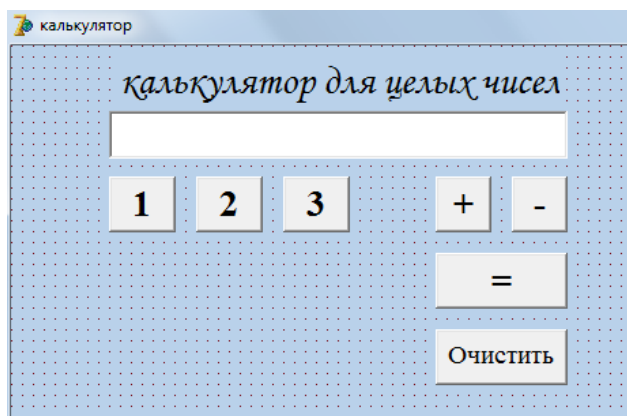 калькулятор
калькулятор для целых чисел
1 2 3 + -
=
Очистить